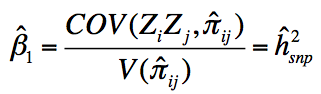 β̂₁ = COV(ZᵢZⱼ, π̂ᵢⱼ) / V(π̂ᵢⱼ) = ĥ²ₛₙₚ